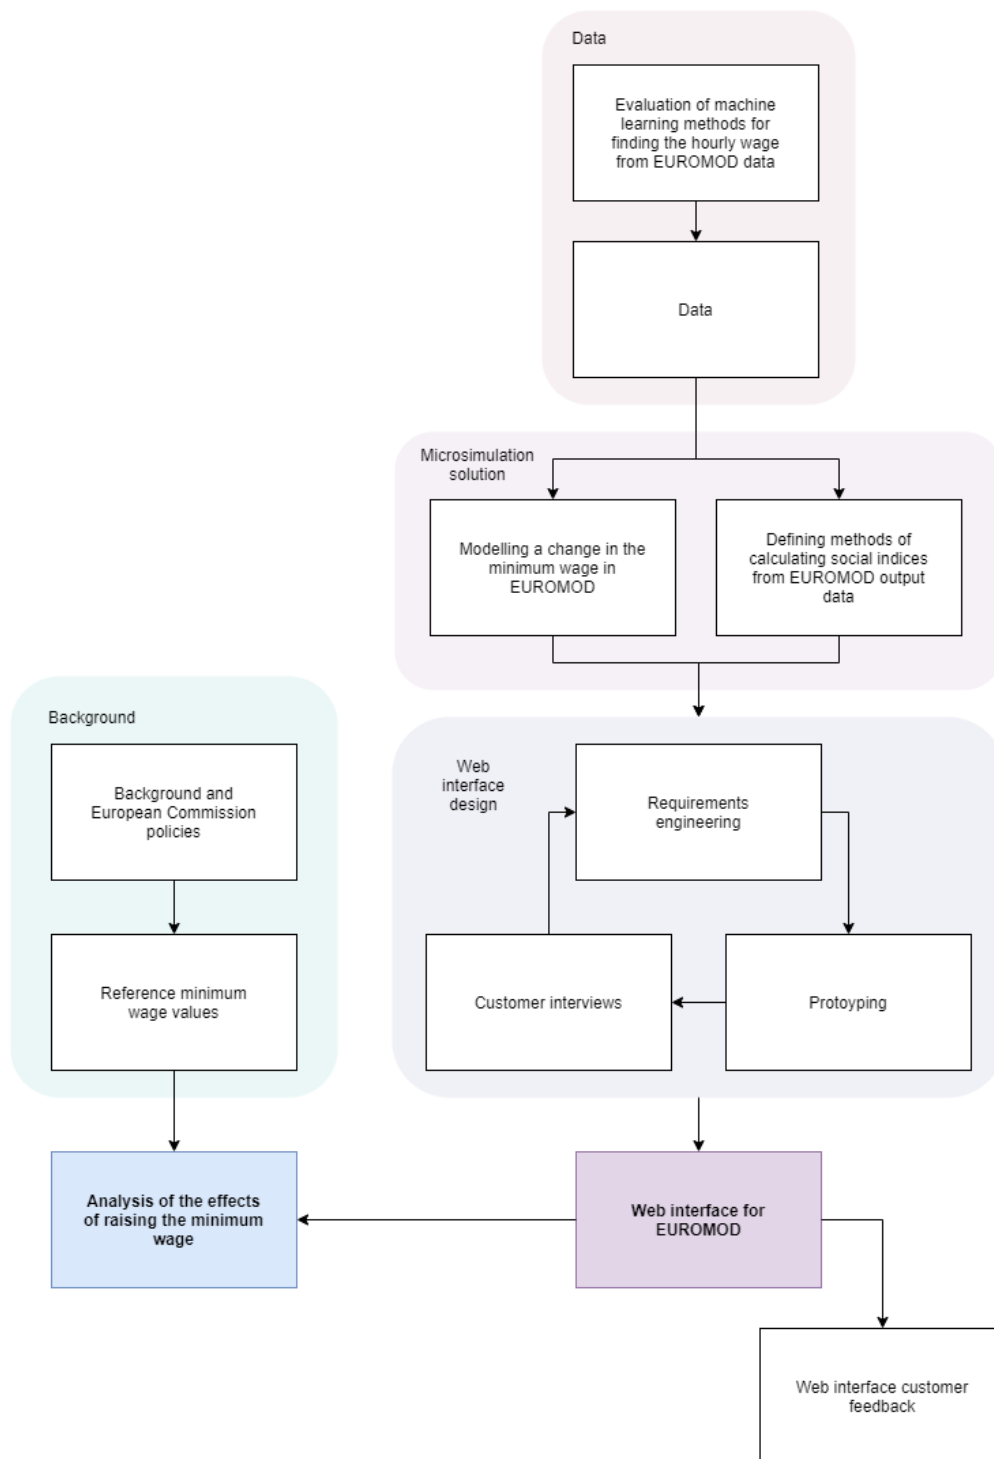 Data
Evaluation of machine
learning methods for
finding the hourly wage
from EUROMOD data
Data
Microsimulation
solution
Modelling a change in the
minimum wage in
EUROMOD
Defining methods of
calculating social indices
from EUROMOD output
data
Background
Background and
European Commission
policies
Reference minimum
wage values
Web
interface
design
Requirements
engineering
Customer interviews
Protoyping
Analysis of the effects
of raising the minimum
wage
Web interface for
EUROMOD
Web interface customer
feedback